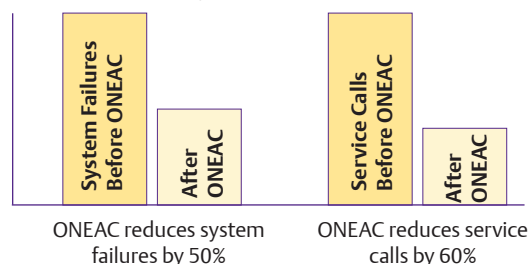 System Failures
Before ONEAC
After
ONEAC
Service Calls
Before ONEAC
After
ONEAC
ONEAC reduces system
failures by 50%
ONEAC reduces service
calls by 60%